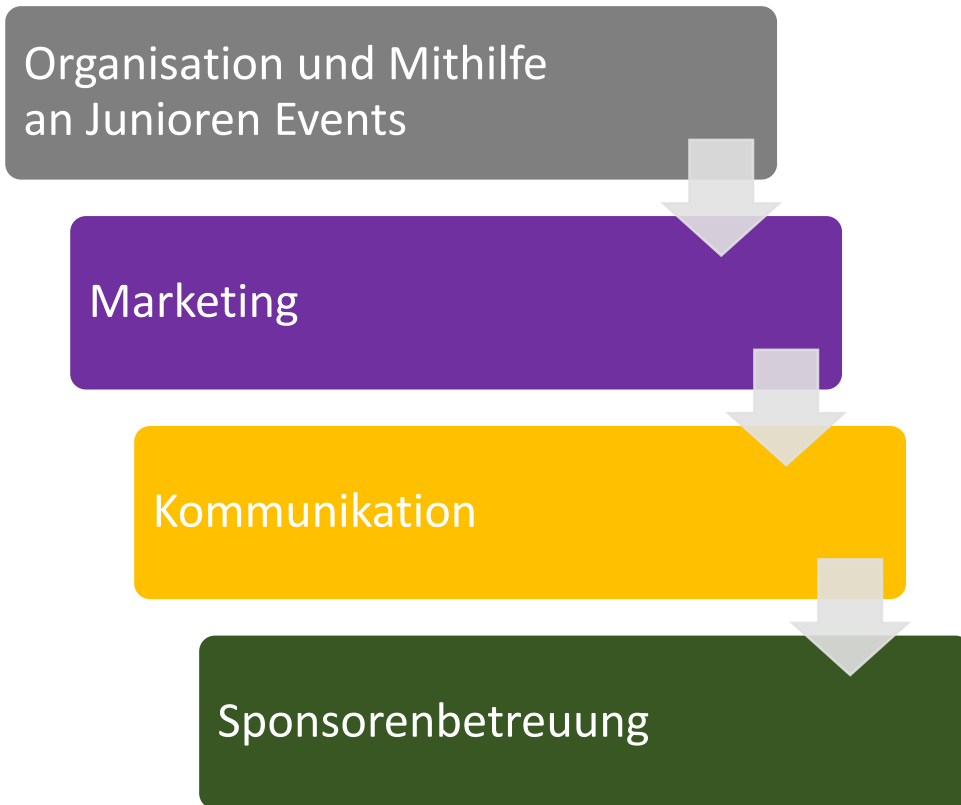 Organisation und Mithilfe
an Junioren Events
Marketing
Kommunikation
Sponsorenbetreuung